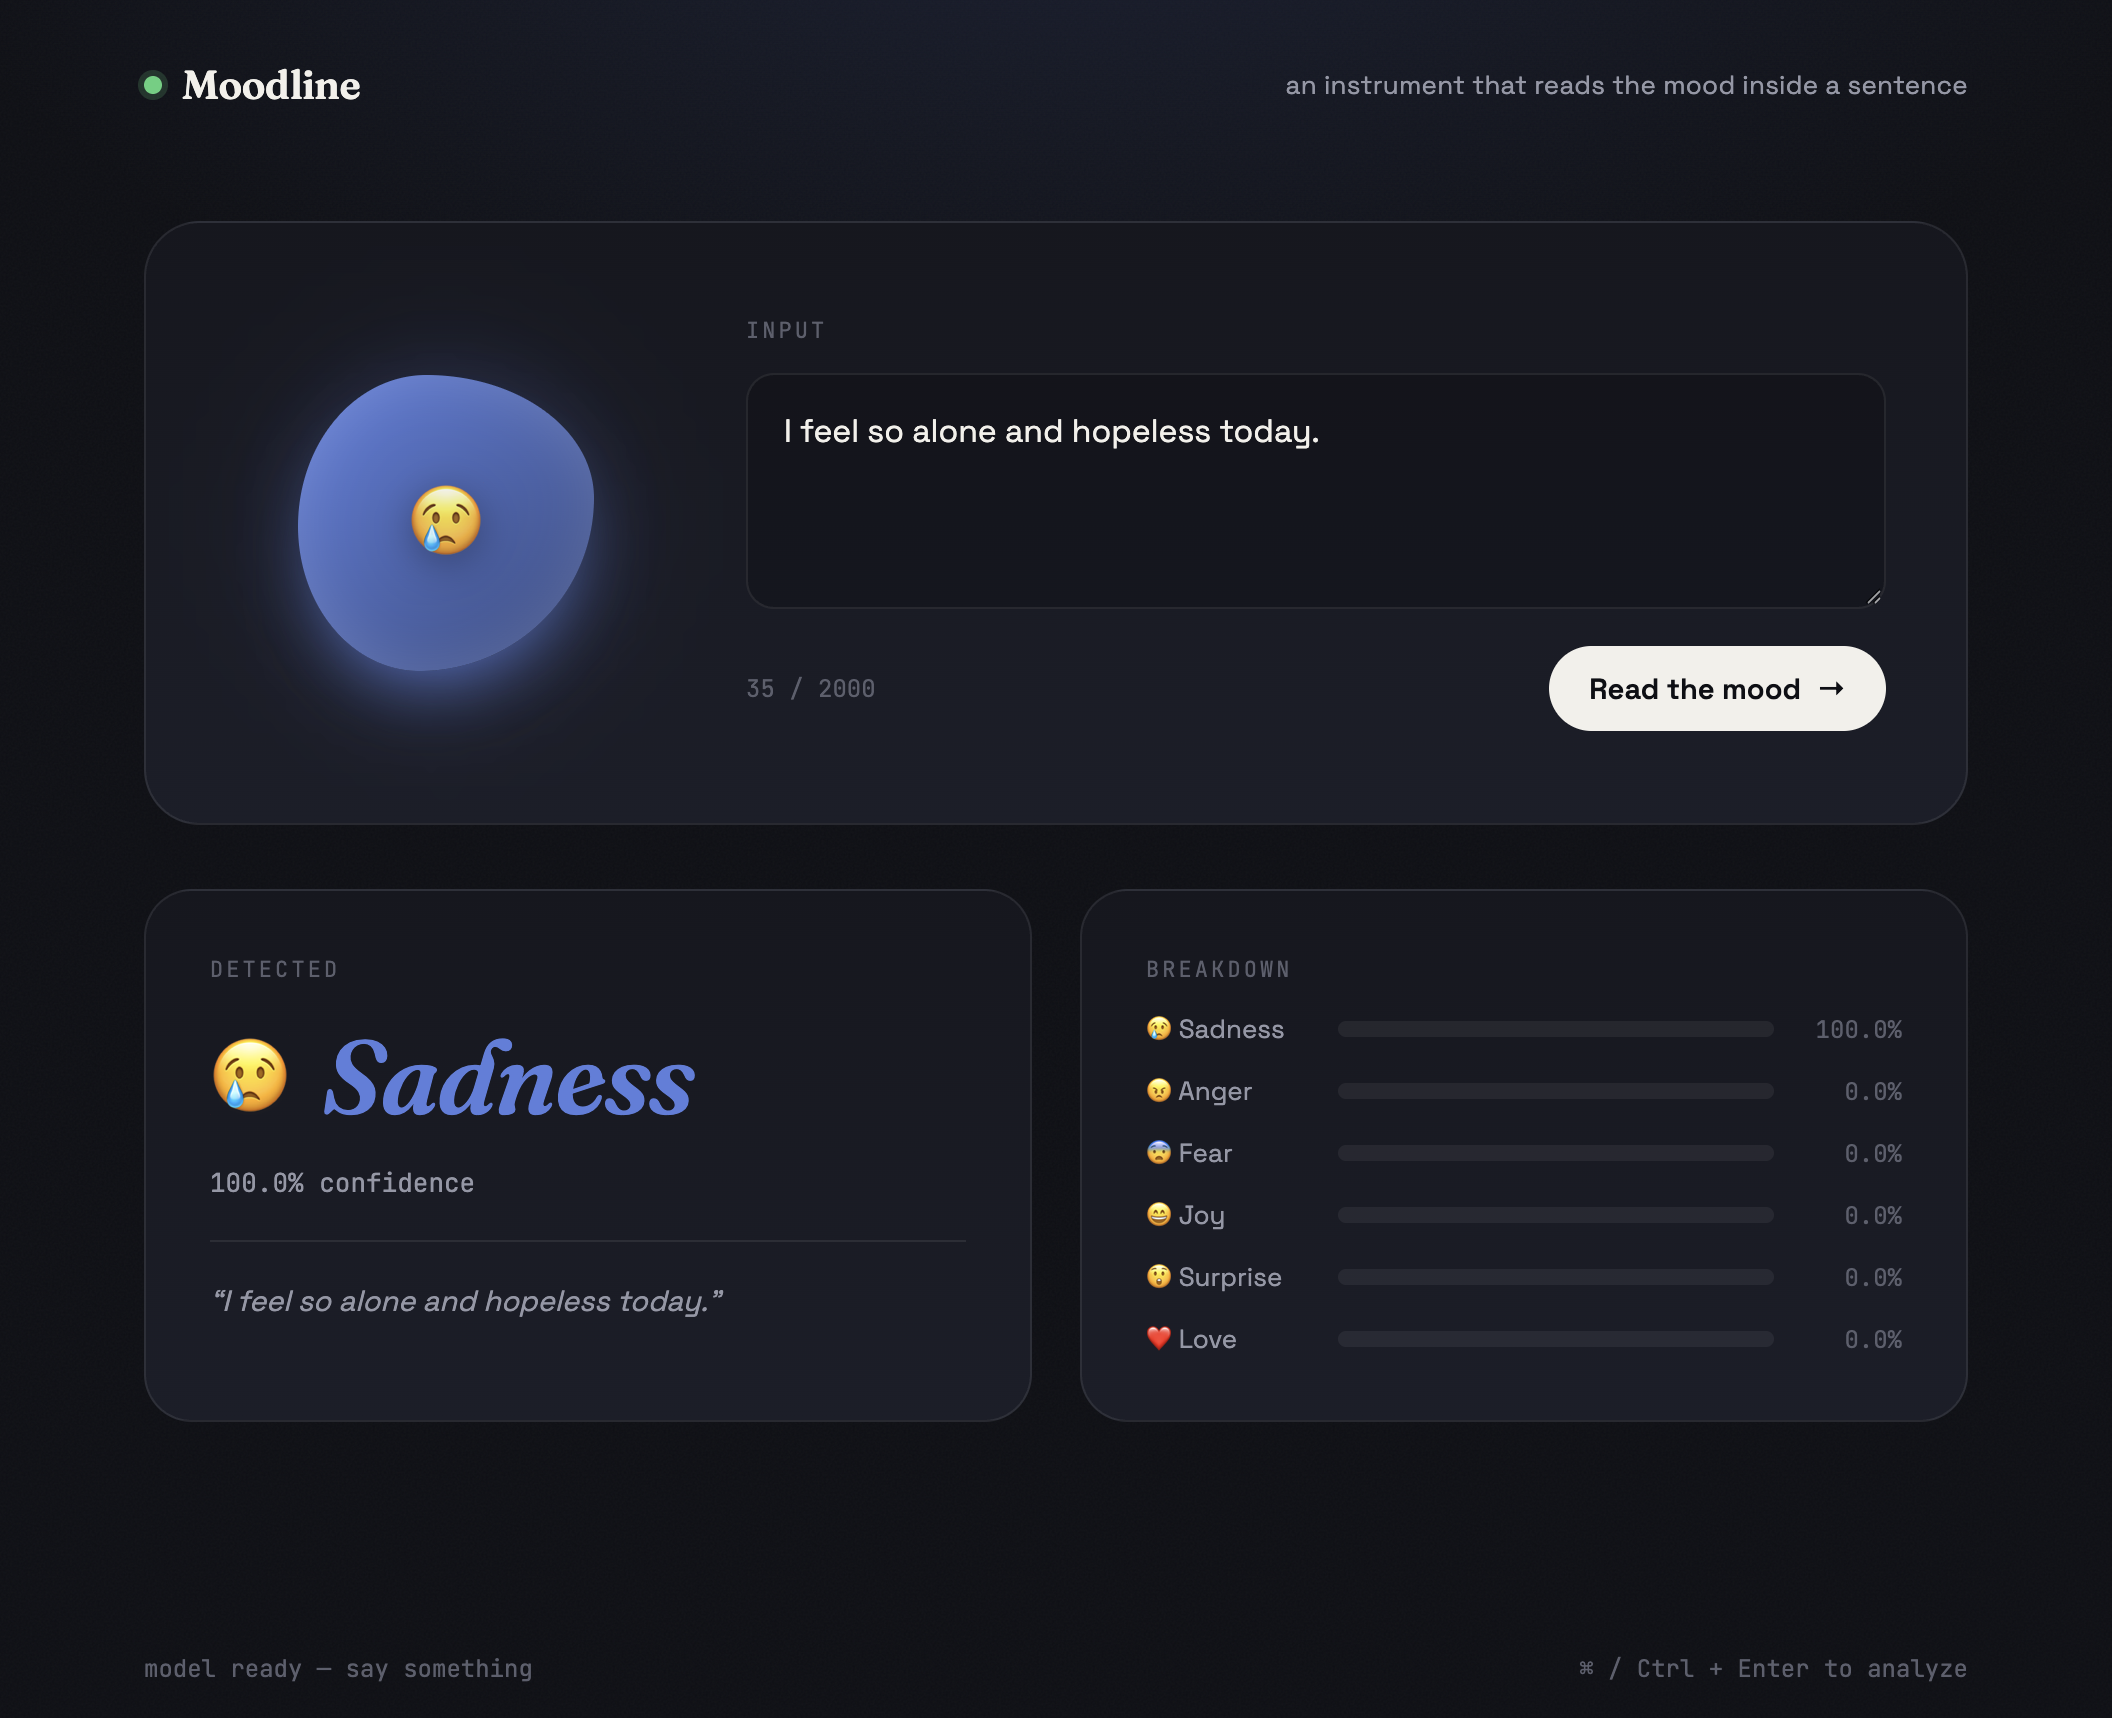 Moodline
an instrument that reads the mood inside a sentence
INPUT
I feel so alone and hopeless today.
35 / 2000
Read the mood →
DETECTED
Sadness
100.0% confidence
“I feel so alone and hopeless today.”
BREAKDOWN
Sadness 100.0%
Anger 0.0%
Fear 0.0%
Joy 0.0%
Surprise 0.0%
Love 0.0%
model ready — say something
⌘ / Ctrl + Enter to analyze